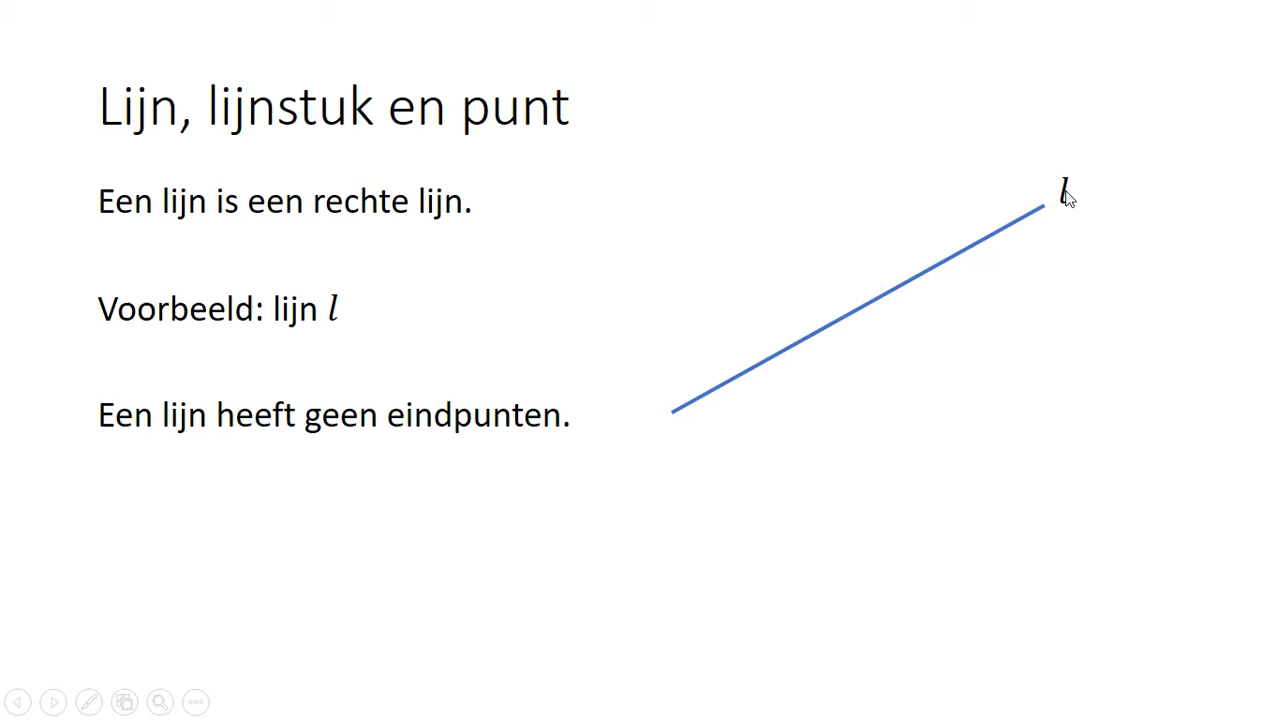 Lijn, lijnstuk en punt
Een lijn is een rechte lijn.
l
Voorbeeld: lijn l
Een lijn heeft geen eindpunten.